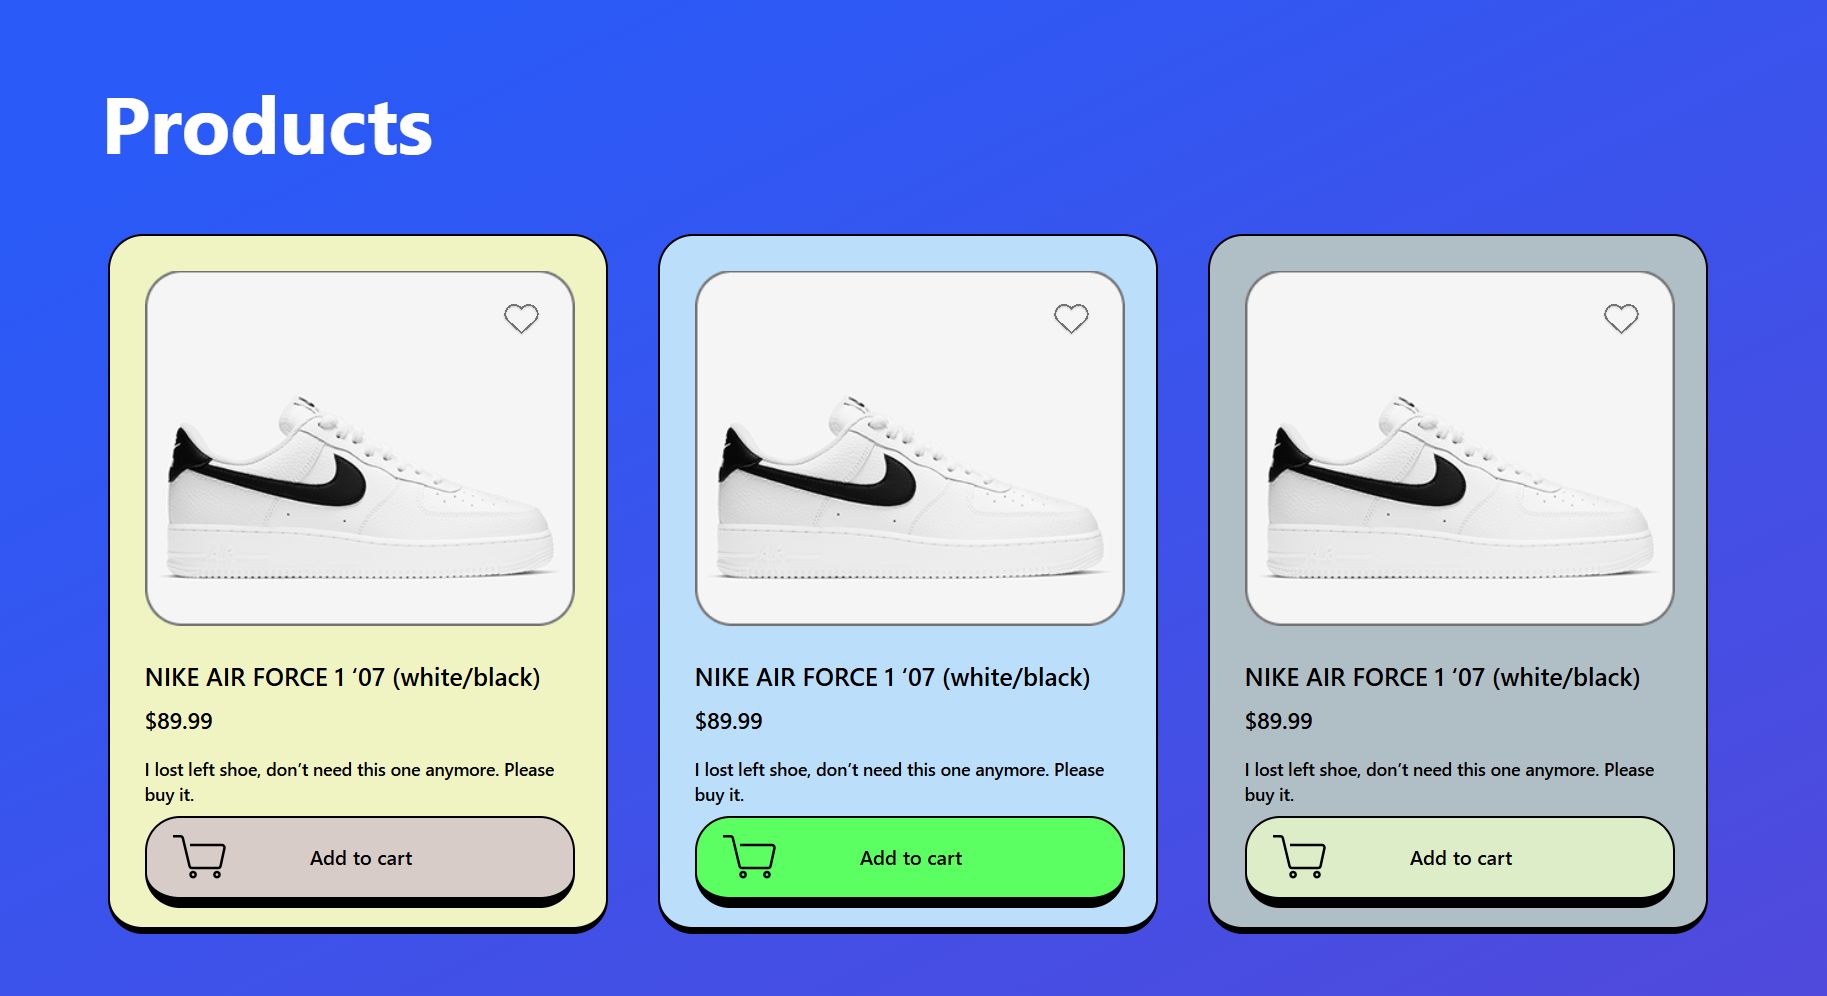 Products
NIKE AIR FORCE 1 ‘07 (white/black)
$89.99
I lost left shoe, don’t need this one anymore. Please
buy it.
Add to cart
NIKE AIR FORCE 1 ‘07 (white/black)
$89.99
I lost left shoe, don’t need this one anymore. Please
buy it.
Add to cart
NIKE AIR FORCE 1 ‘07 (white/black)
$89.99
I lost left shoe, don’t need this one anymore. Please
buy it.
Add to cart